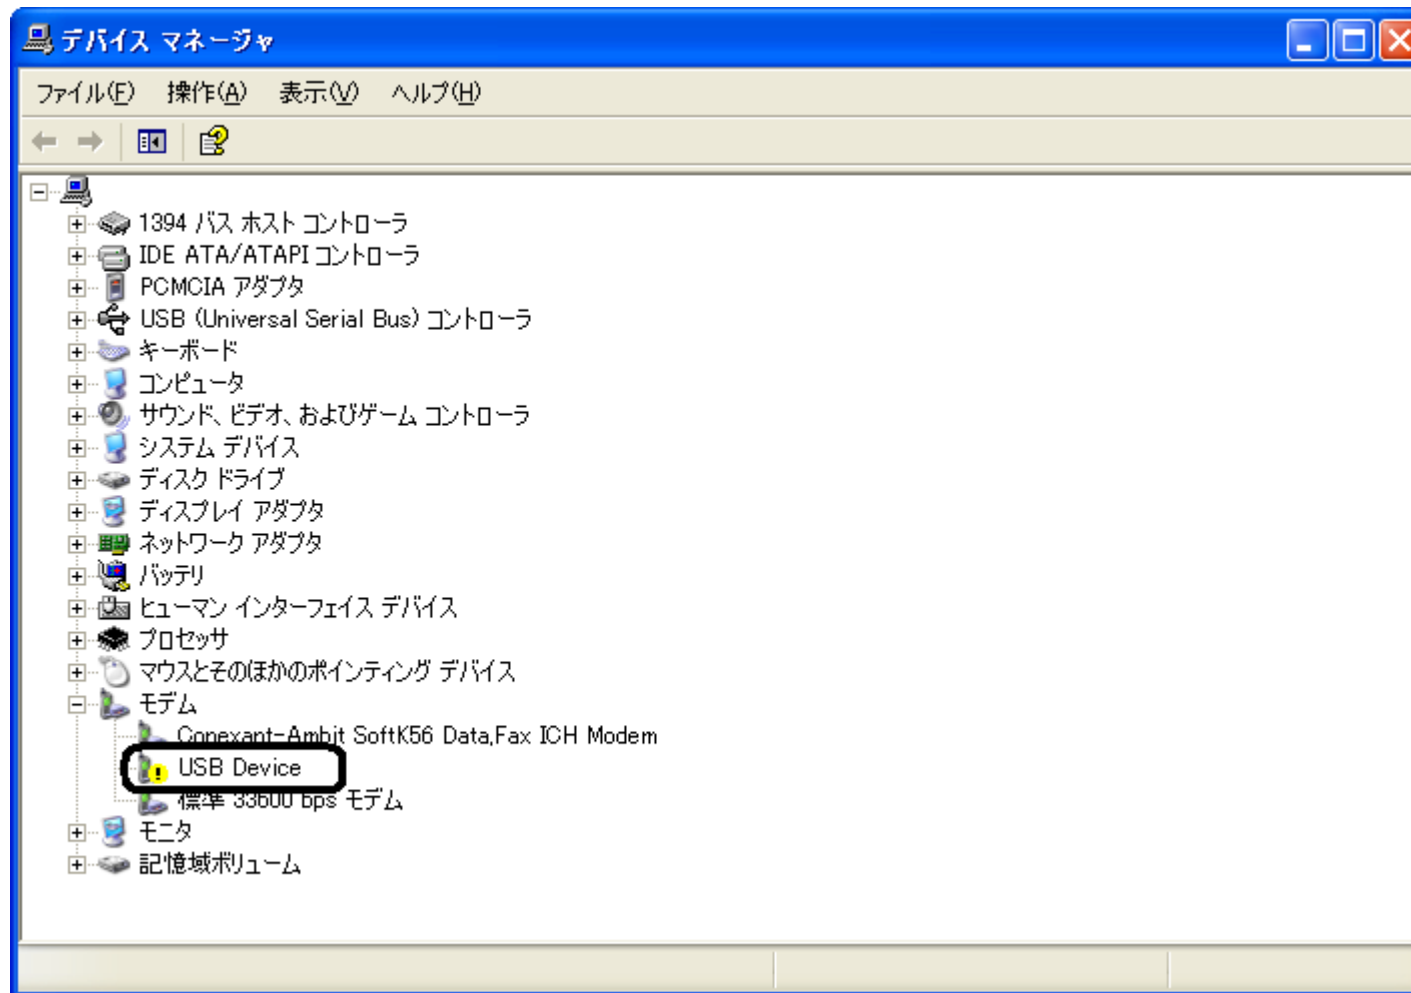 デバイス マネージャ
ファイル(F) 操作(A) 表示(V) ヘルプ(H)
1394 バス ホスト コントローラ
IDE ATA/ATAPI コントローラ
PCMCIA アダプタ
USB (Universal Serial Bus) コントローラ
キーボード
コンピュータ
サウンド、ビデオ、およびゲーム コントローラ
システム デバイス
ディスク ドライブ
ディスプレイ アダプタ
ネットワーク アダプタ
バッテリ
ヒューマン インターフェイス デバイス
プロセッサ
マウスとそのほかのポインティング デバイス
モデム
Conexant-Ambit SoftK56 Data,Fax ICH Modem
USB Device
標準 33600 bps モデム
モニタ
記憶域ボリューム